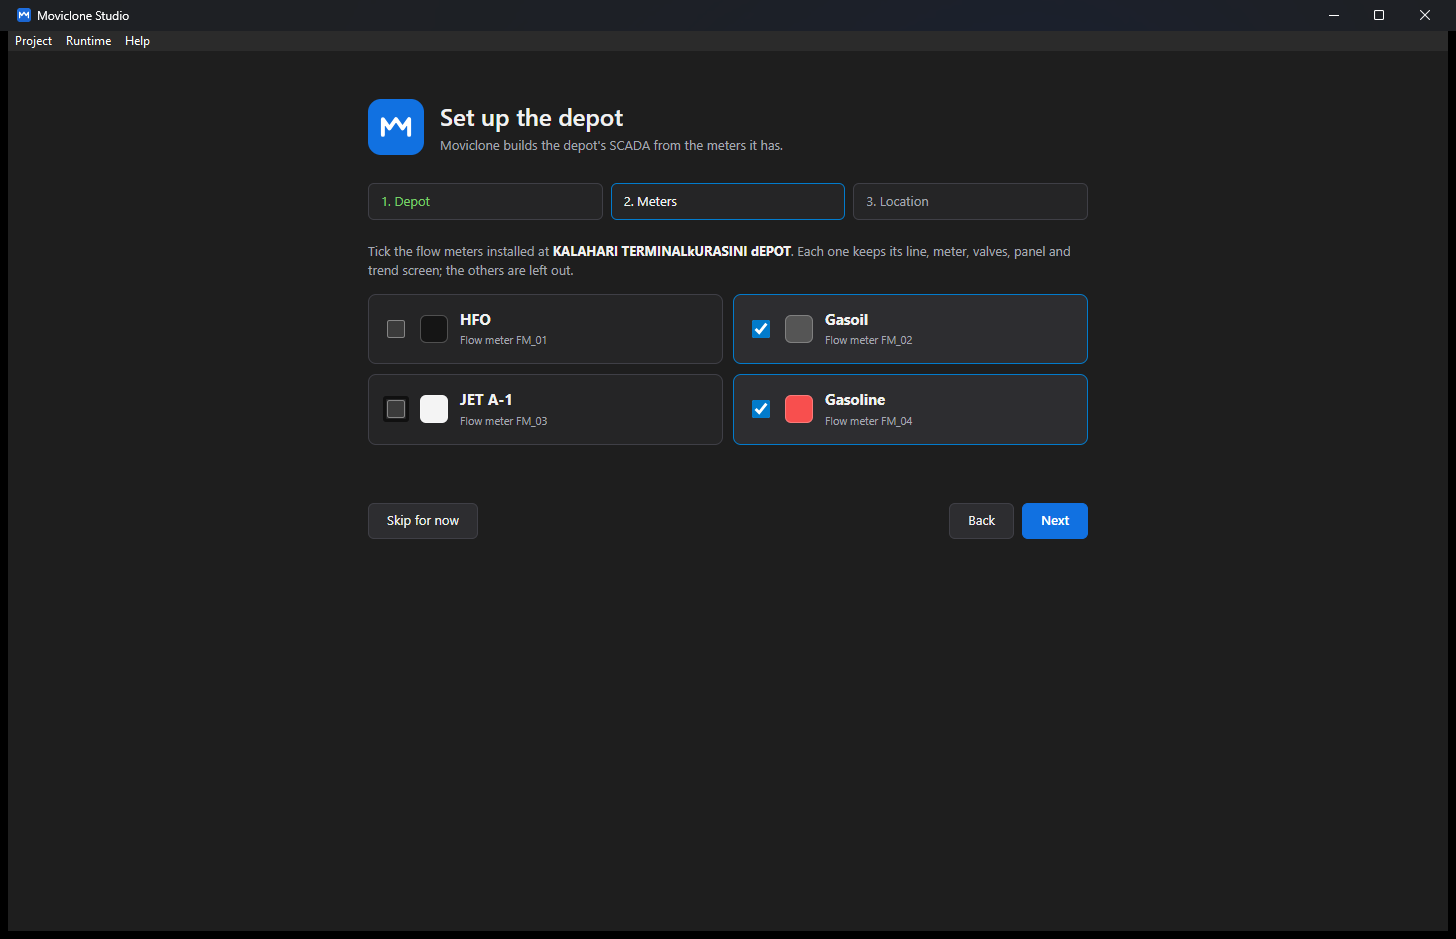 Moviclone Studio
Project Runtime Help
Set up the depot
Moviclone builds the depot's SCADA from the meters it has.
1. Depot
2. Meters
3. Location
Tick the flow meters installed at KALAHARI TERMINALkURASINI dEPOT. Each one keeps its line, meter, valves, panel and
trend screen; the others are left out.
HFO
Flow meter FM_01
Gasoil
Flow meter FM_02
JET A-1
Flow meter FM_03
Gasoline
Flow meter FM_04
Skip for now
Back
Next